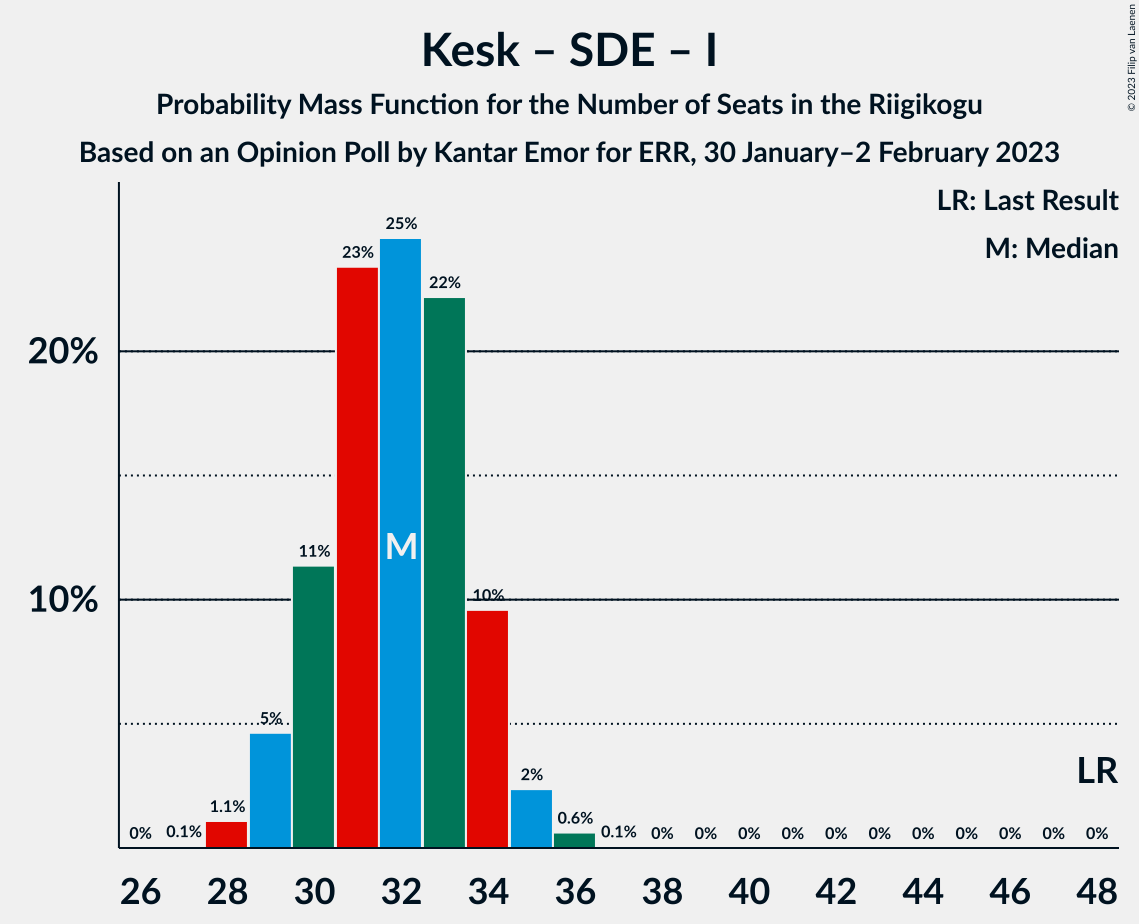 Kesk – SDE – I
Probability Mass Function for the Number of Seats in the Riigikogu
Based on an Opinion Poll by Kantar Emor for ERR, 30 January–2 February 2023
© 2023 Filip van Laenen
LR: Last Result
M: Median
20%
10%
0% 0.1% 1.1% 5% 11% 23% 25% 22% 10% 2% 0.6% 0.1% 0% 0% 0% 0% 0% 0% 0% 0% 0% 0% 0%
M
LR
26 28 30 32 34 36 38 40 42 44 46 48